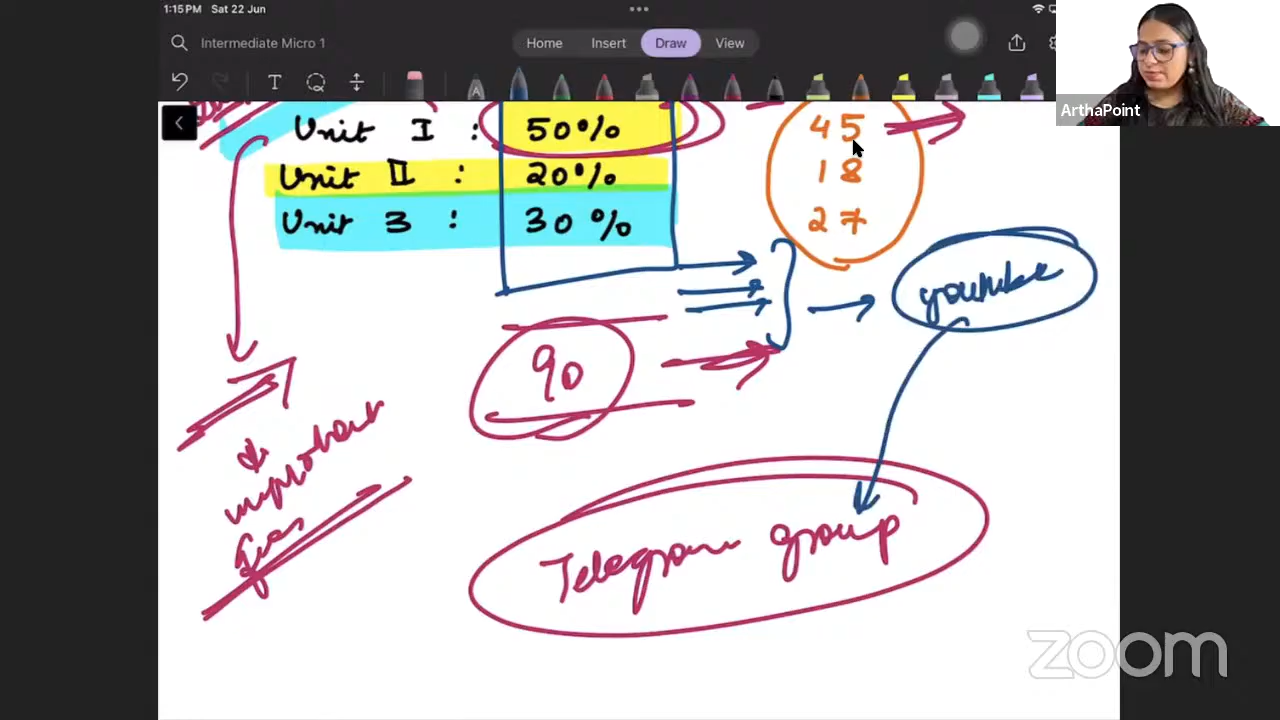 1:15 PM Sat 22 Jun
Intermediate Micro 1
Home Insert Draw View
T
A
ArthaPoint
Unit I : 50% 45
Unit II : 20% 18
Unit 3 : 30% 27
youtube
90
Telegram group
zoom